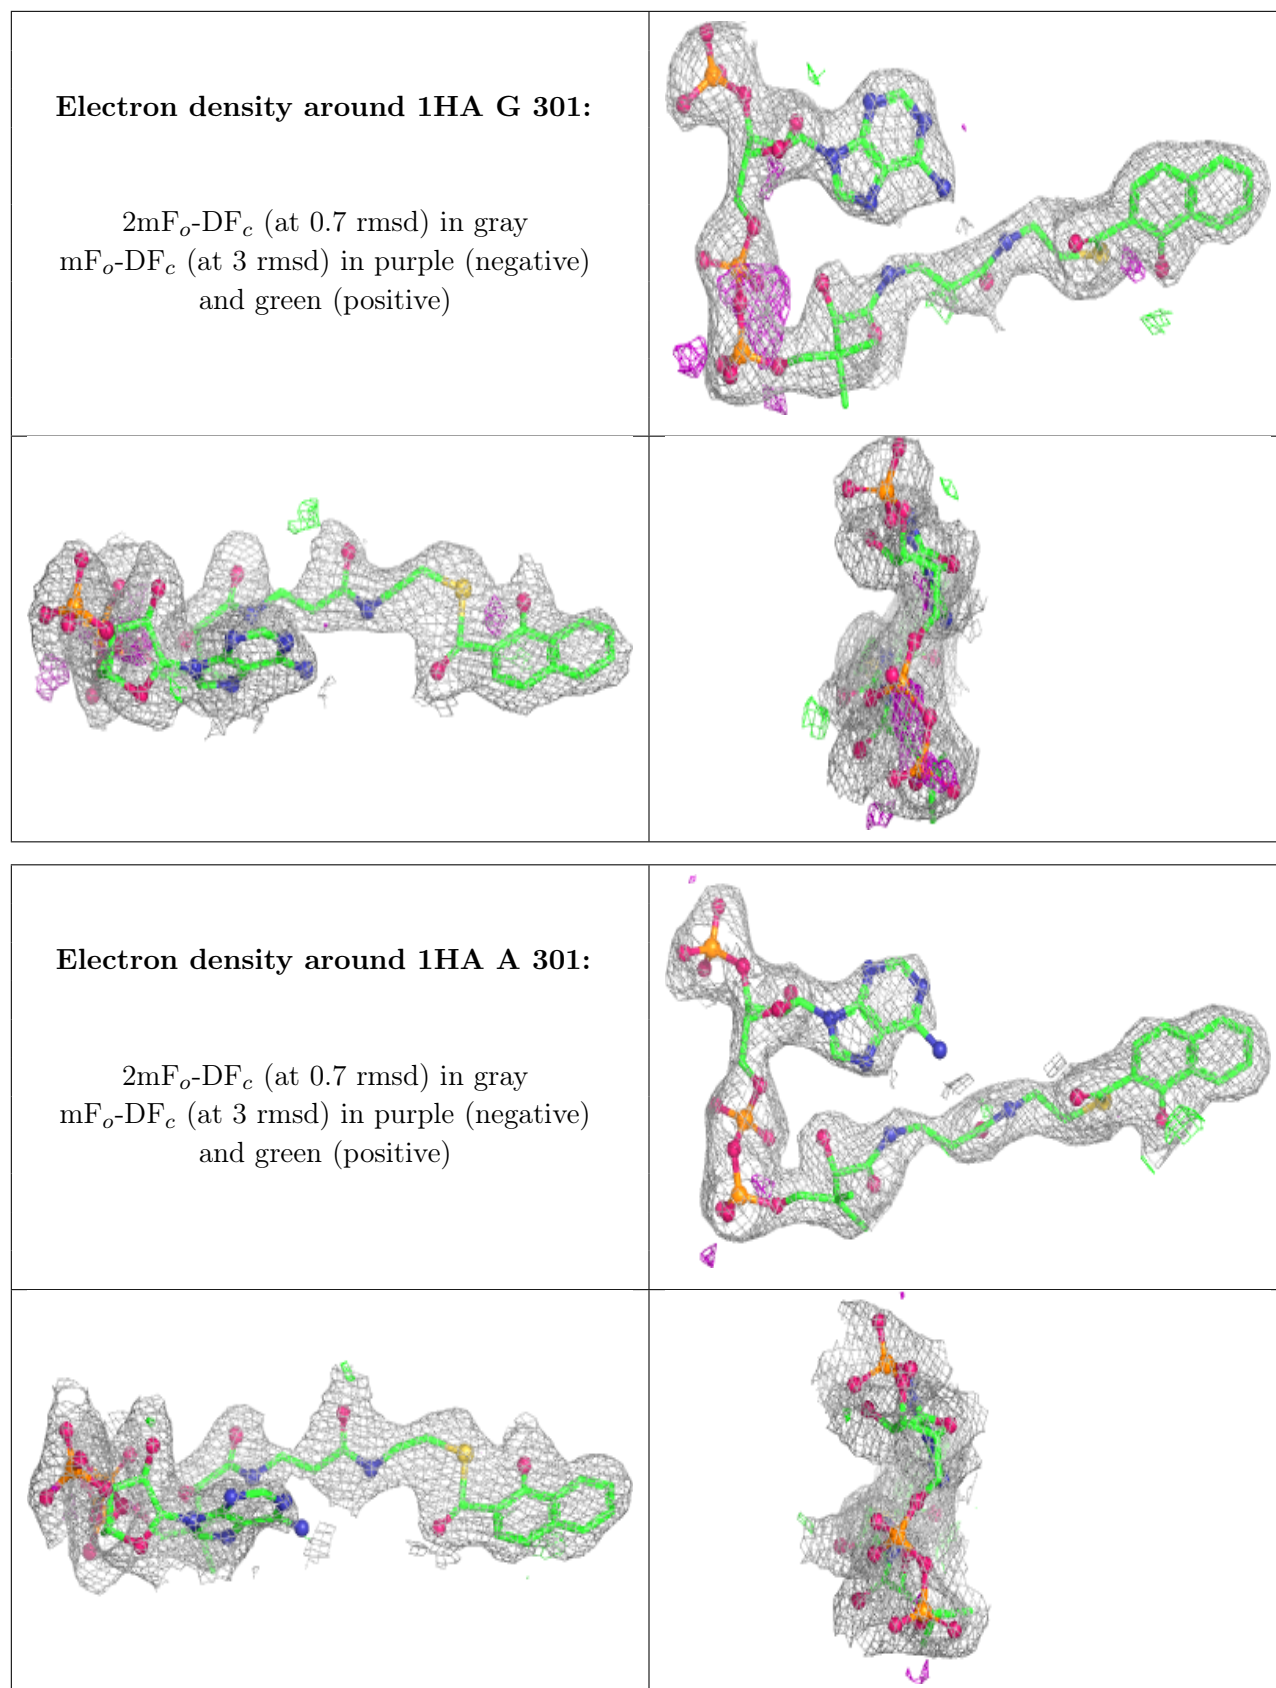 Electron density around 1HA G 301:
2mFₒ-DF𝒸 (at 0.7 rmsd) in gray
mFₒ-DF𝒸 (at 3 rmsd) in purple (negative)
and green (positive)
Electron density around 1HA A 301:
2mFₒ-DF𝒸 (at 0.7 rmsd) in gray
mFₒ-DF𝒸 (at 3 rmsd) in purple (negative)
and green (positive)